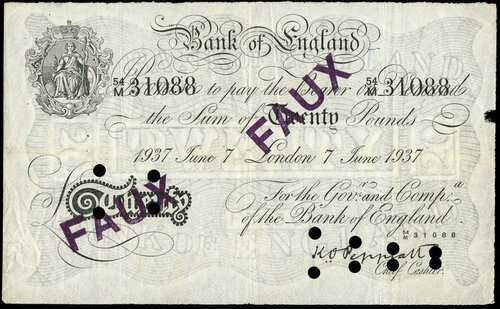 Bank of England
54/M 31088 54/M 31088
to pay the Bearer on Demand
the Sum of Twenty Pounds
1937 June 7 London 7 June 1937
For the Gov.r and Comp.a
of the Bank of England.
54/M 31088
Twenty
K.O. Peppiatt
Chief Cashier.
FAUX
FAUX